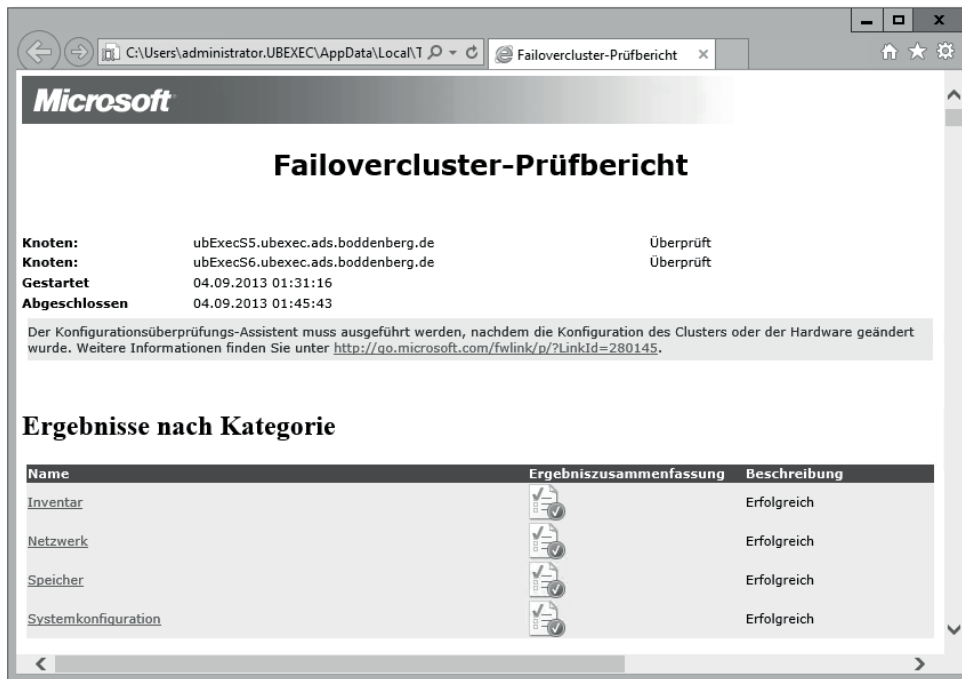 C:\Users\administrator.UBEXEC\AppData\Local\T
Failovercluster-Prüfbericht
Microsoft
Failovercluster-Prüfbericht
Knoten: ubExecS5.ubexec.ads.boddenberg.de Überprüft
Knoten: ubExecS6.ubexec.ads.boddenberg.de Überprüft
Gestartet 04.09.2013 01:31:16
Abgeschlossen 04.09.2013 01:45:43
Der Konfigurationsüberprüfungs-Assistent muss ausgeführt werden, nachdem die Konfiguration des Clusters oder der Hardware geändert
wurde. Weitere Informationen finden Sie unter http://go.microsoft.com/fwlink/p/?LinkId=280145.
Ergebnisse nach Kategorie
Name Ergebniszusammenfassung Beschreibung
Inventar Erfolgreich
Netzwerk Erfolgreich
Speicher Erfolgreich
Systemkonfiguration Erfolgreich